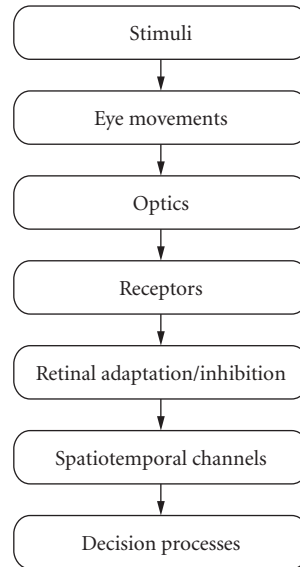 Stimuli
Eye movements
Optics
Receptors
Retinal adaptation/inhibition
Spatiotemporal channels
Decision processes